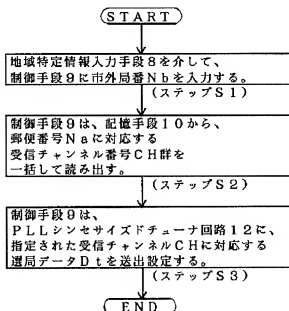 START
地域特定情報入力手段8を介して、
制御手段9に市外局番Nbを入力する。
(ステップS1)
制御手段9は、記憶手段10から、
郵便番号Naに対応する
受信チャンネル番号CH群を
一括して読み出す。
(ステップS2)
制御手段9は、
PLLシンセサイズドチューナ回路12に、
指定された受信チャンネルCHに対応する
選局データDtを送出設定する。
(ステップS3)
END